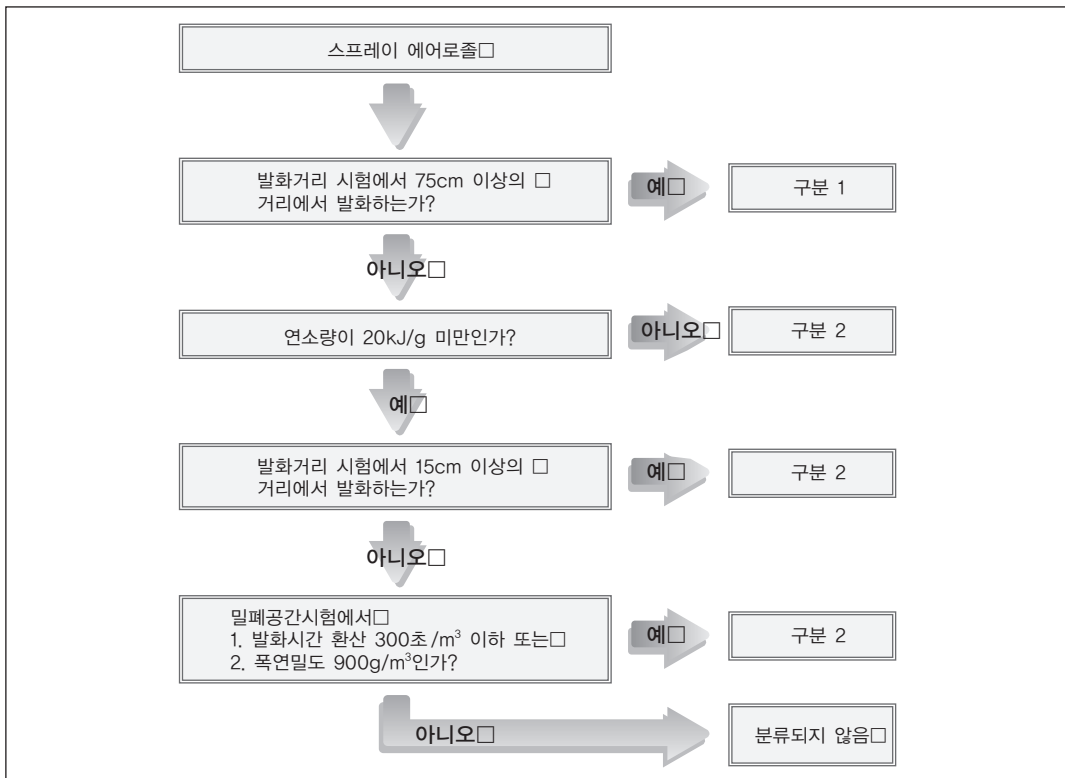 스프레이 에어로졸□
발화거리 시험에서 75cm 이상의 □
거리에서 발화하는가?
예□
구분 1
아니오□
연소량이 20kJ/g 미만인가?
아니오□
구분 2
예□
발화거리 시험에서 15cm 이상의 □
거리에서 발화하는가?
예□
구분 2
아니오□
밀폐공간시험에서□
1. 발화시간 환산 300초/m³ 이하 또는□
2. 폭연밀도 900g/m³인가?
예□
구분 2
아니오□
분류되지 않음□